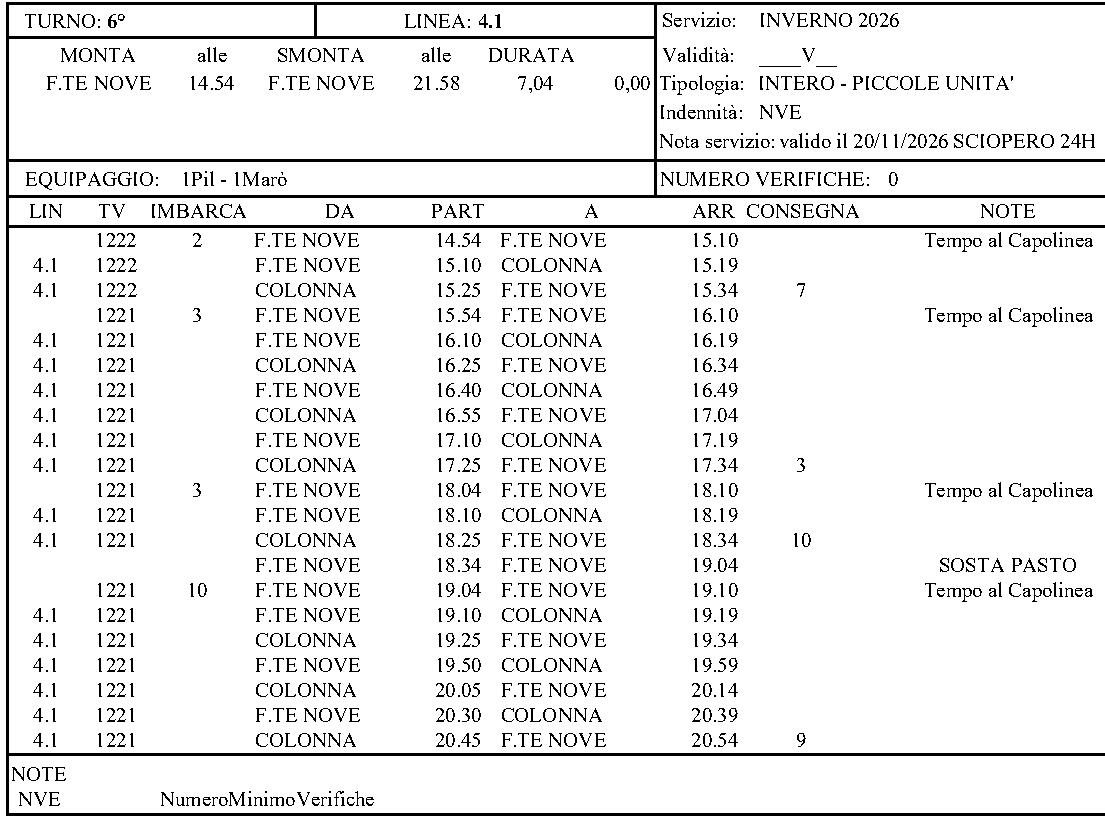 TURNO: 6° LINEA: 4.1 Servizio: INVERNO 2026
MONTA alle SMONTA alle DURATA Validità: ____V__
F.TE NOVE 14.54 F.TE NOVE 21.58 7,04 0,00 Tipologia: INTERO - PICCOLE UNITA'
Indennità: NVE
Nota servizio: valido il 20/11/2026 SCIOPERO 24H
EQUIPAGGIO: 1Pil - 1Marò NUMERO VERIFICHE: 0
LIN TV IMBARCA DA PART A ARR CONSEGNA NOTE
1222 2 F.TE NOVE 14.54 F.TE NOVE 15.10 Tempo al Capolinea
4.1 1222 F.TE NOVE 15.10 COLONNA 15.19
4.1 1222 COLONNA 15.25 F.TE NOVE 15.34 7
1221 3 F.TE NOVE 15.54 F.TE NOVE 16.10 Tempo al Capolinea
4.1 1221 F.TE NOVE 16.10 COLONNA 16.19
4.1 1221 COLONNA 16.25 F.TE NOVE 16.34
4.1 1221 F.TE NOVE 16.40 COLONNA 16.49
4.1 1221 COLONNA 16.55 F.TE NOVE 17.04
4.1 1221 F.TE NOVE 17.10 COLONNA 17.19
4.1 1221 COLONNA 17.25 F.TE NOVE 17.34 3
1221 3 F.TE NOVE 18.04 F.TE NOVE 18.10 Tempo al Capolinea
4.1 1221 F.TE NOVE 18.10 COLONNA 18.19
4.1 1221 COLONNA 18.25 F.TE NOVE 18.34 10
F.TE NOVE 18.34 F.TE NOVE 19.04 SOSTA PASTO
1221 10 F.TE NOVE 19.04 F.TE NOVE 19.10 Tempo al Capolinea
4.1 1221 F.TE NOVE 19.10 COLONNA 19.19
4.1 1221 COLONNA 19.25 F.TE NOVE 19.34
4.1 1221 F.TE NOVE 19.50 COLONNA 19.59
4.1 1221 COLONNA 20.05 F.TE NOVE 20.14
4.1 1221 F.TE NOVE 20.30 COLONNA 20.39
4.1 1221 COLONNA 20.45 F.TE NOVE 20.54 9
NOTE
NVE NumeroMinimoVerifiche